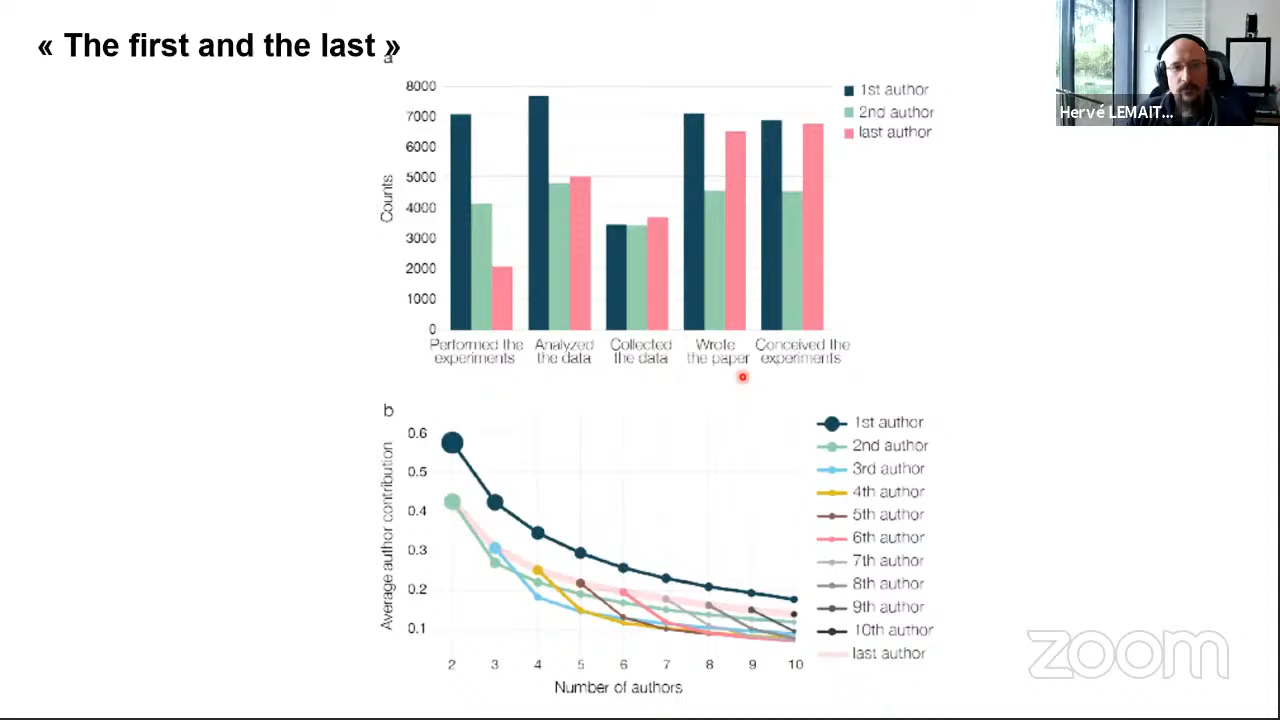 « The first and the last »
a
8000
7000
6000
5000
4000
3000
2000
1000
0
Counts
1st author
2nd author
last author
Performed the
experiments
Analyzed
the data
Collected
the data
Wrote
the paper
Conceived the
experiments
Hervé LEMAIT...
b
0.6
0.5
0.4
0.3
0.2
0.1
Average author contribution
2 3 4 5 6 7 8 9 10
Number of authors
1st author
2nd author
3rd author
4th author
5th author
6th author
7th author
8th author
9th author
10th author
last author
zoom